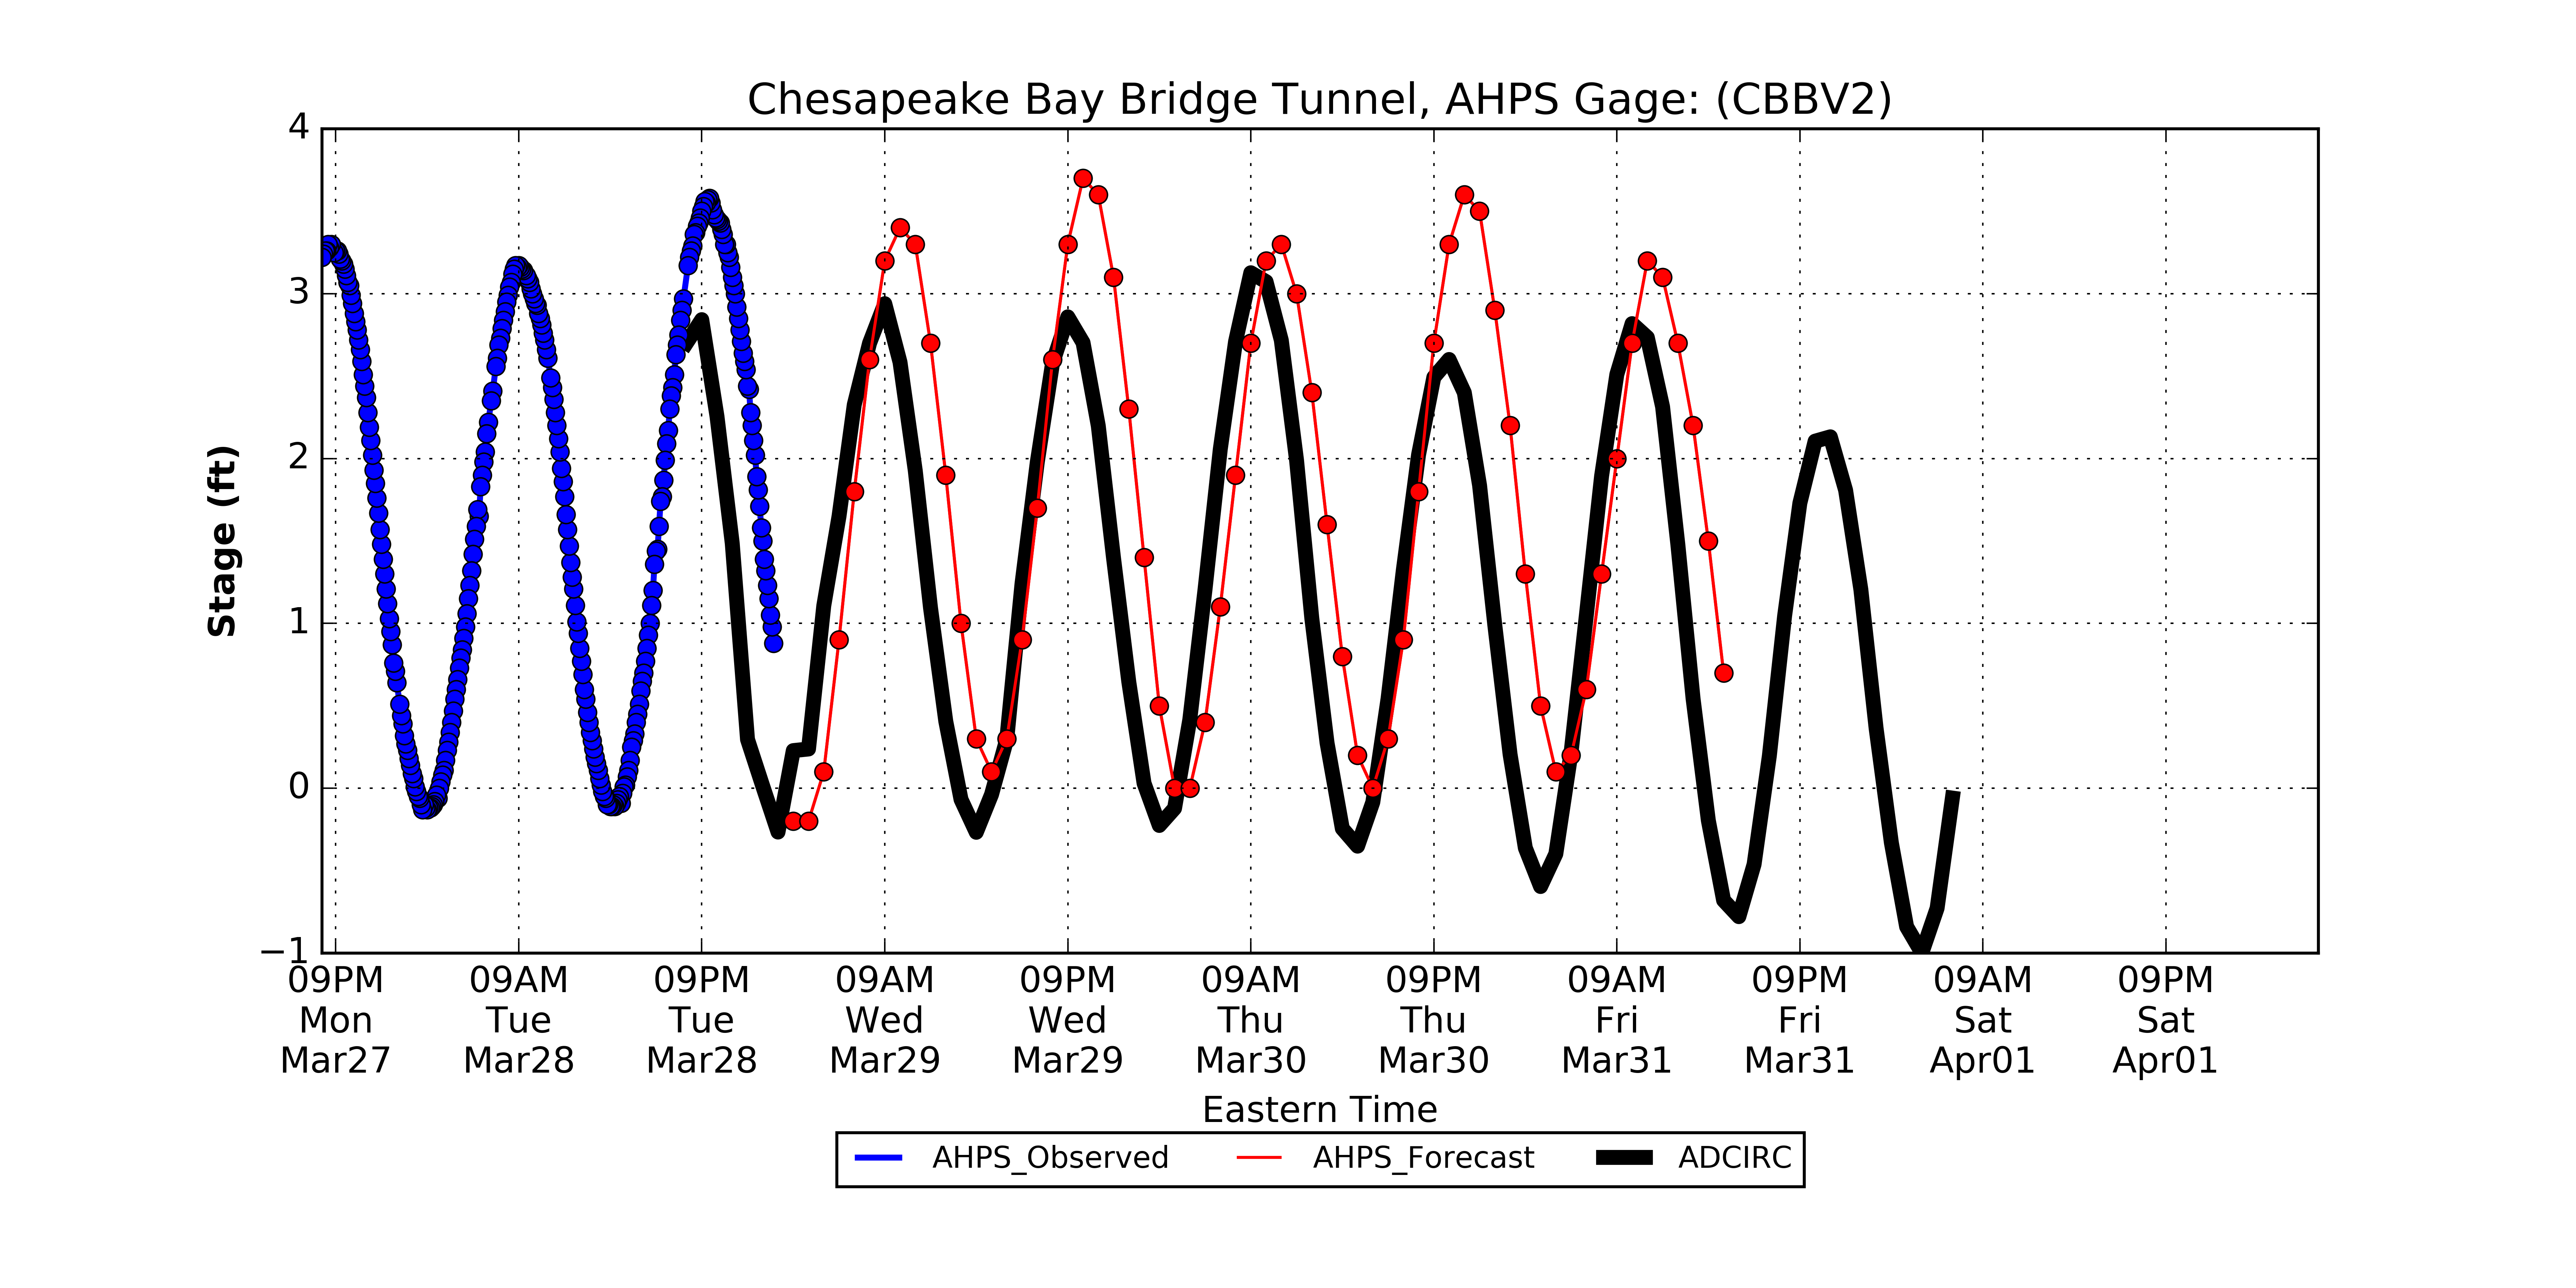 Chesapeake Bay Bridge Tunnel, AHPS Gage: (CBBV2)
4
3
2
1
0
−1
Stage (ft)
09PM 09AM 09PM 09AM 09PM 09AM 09PM 09AM 09PM 09AM 09PM
Mon Tue Tue Wed Wed Thu Thu Fri Fri Sat Sat
Mar27 Mar28 Mar28 Mar29 Mar29 Mar30 Mar30 Mar31 Mar31 Apr01 Apr01
Eastern Time
AHPS_Observed AHPS_Forecast ADCIRC